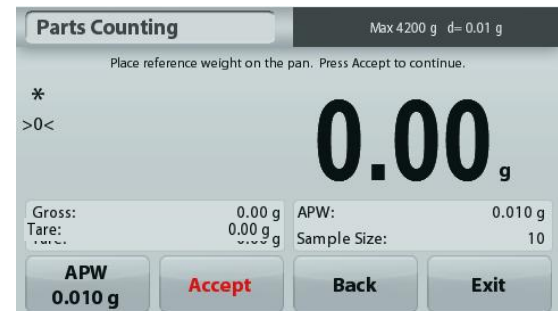 Parts Counting
Max 4200 g d= 0.01 g
Place reference weight on the pan. Press Accept to continue.
*
>0<
0.00 g
Gross: 0.00 g
APW: 0.010 g
Tare: 0.00 g
Sample Size: 10
APW
0.010 g
Accept
Back
Exit